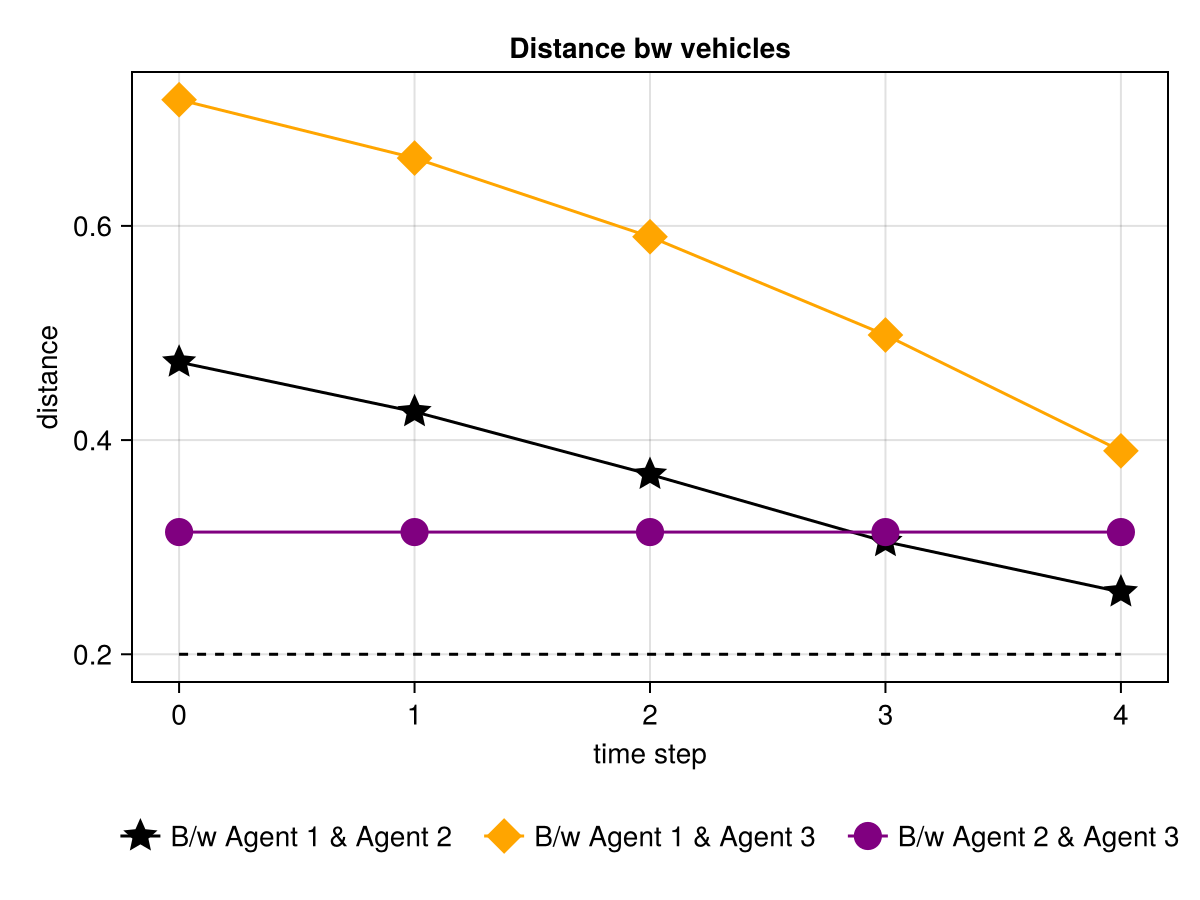 Distance bw vehicles
distance
0.6
0.4
0.2
0 1 2 3 4
time step
B/w Agent 1 & Agent 2 B/w Agent 1 & Agent 3 B/w Agent 2 & Agent 3